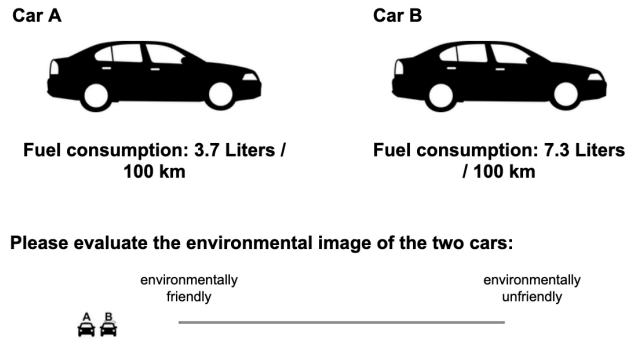 Car A
Car B
Fuel consumption: 3.7 Liters /
100 km
Fuel consumption: 7.3 Liters
/ 100 km
Please evaluate the environmental image of the two cars:
environmentally
friendly
environmentally
unfriendly
A B